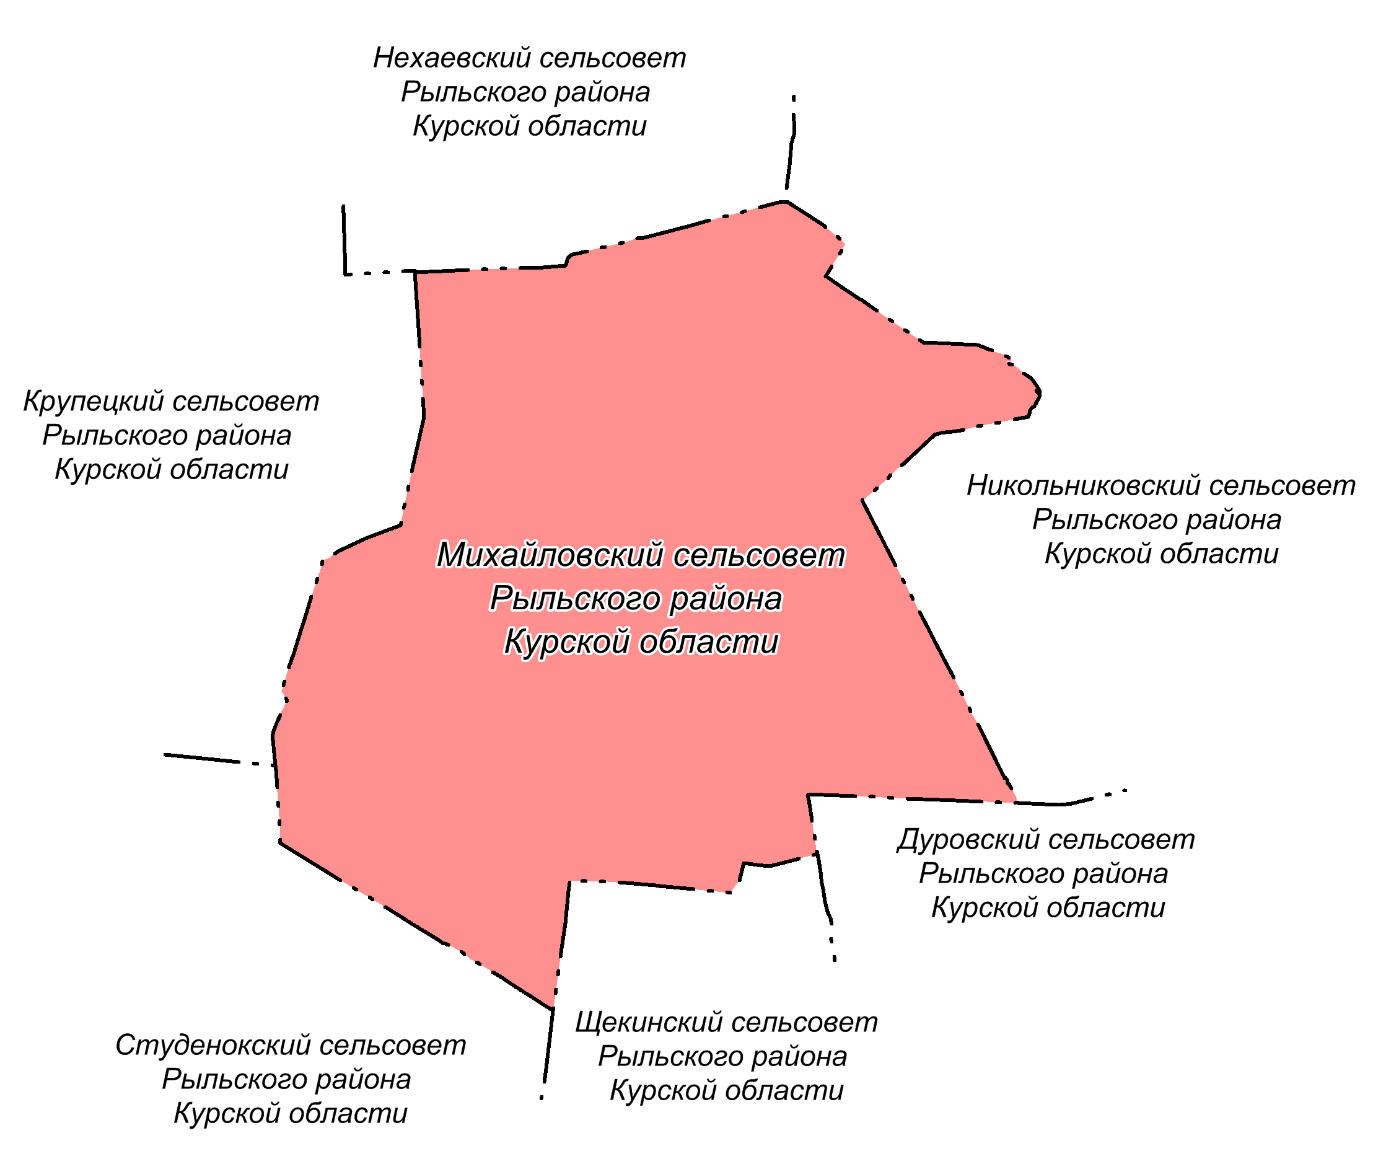 Нехаевский сельсовет
Рыльского района
Курской области
Крупецкий сельсовет
Рыльского района
Курской области
Никольниковский сельсовет
Рыльского района
Курской области
Михайловский сельсовет
Рыльского района
Курской области
Дуровский сельсовет
Рыльского района
Курской области
Щекинский сельсовет
Рыльского района
Курской области
Студенокский сельсовет
Рыльского района
Курской области